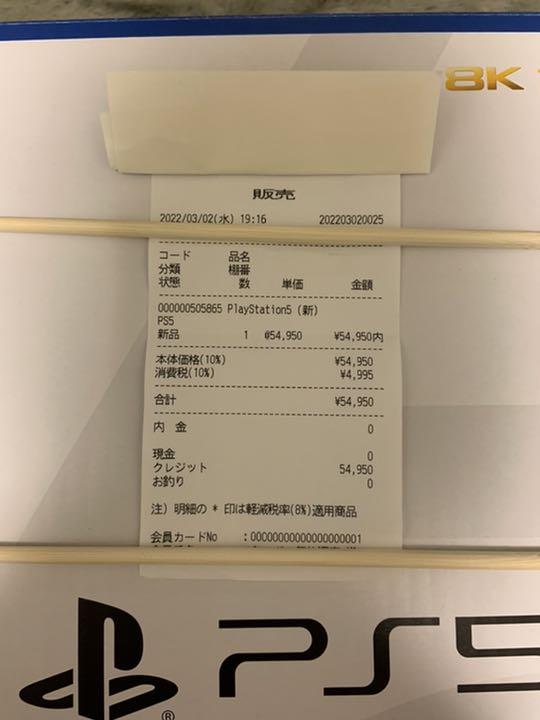 8K
販売
2022/03/02(水) 19:16 202203020025
コード 品名
分類 棚番
状態 数 単価 金額
000000505865 PlayStation5 (新)
PS5
新品 1 @54,950 ¥54,950内
本体価格(10%) ¥54,950
消費税(10%) ¥4,995
合計 ¥54,950
内 金 0
現金 0
クレジット 54,950
お釣り 0
注) 明細の * 印は軽減税率(8%)適用商品
会員カードNo :00000000000000000001
PS5
®